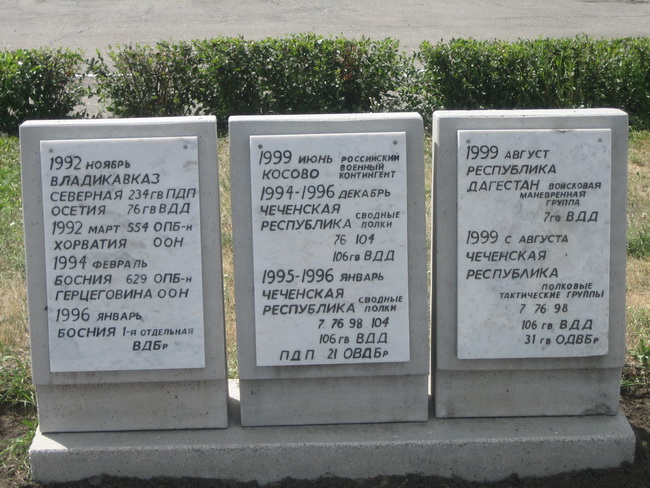 1992 НОЯБРЬ
ВЛАДИКАВКАЗ
СЕВЕРНАЯ 234 ГВ ПДП
ОСЕТИЯ 76 ГВ ВДД
1992 МАРТ 554 ОПБ-Н
ХОРВАТИЯ ООН
1994 ФЕВРАЛЬ
БОСНИЯ 629 ОПБ-Н
ГЕРЦЕГОВИНА ООН
1996 ЯНВАРЬ
БОСНИЯ 1-Я ОТДЕЛЬНАЯ
ВДБР
1999 ИЮНЬ РОССИЙСКИЙ
ВОЕННЫЙ
КОСОВО КОНТИНГЕНТ
1994-1996 ДЕКАБРЬ
ЧЕЧЕНСКАЯ СВОДНЫЕ
РЕСПУБЛИКА ПОЛКИ
76 104
106 ГВ ВДД
1995-1996 ЯНВАРЬ
ЧЕЧЕНСКАЯ СВОДНЫЕ
РЕСПУБЛИКА ПОЛКИ
7 76 98 104
106 ГВ ВДД
ПДП 21 ОВДБР
1999 АВГУСТ
РЕСПУБЛИКА
ДАГЕСТАН ВОЙСКОВАЯ
МАНЕВРЕННАЯ
ГРУППА
7 ГВ ВДД
1999 С АВГУСТА
ЧЕЧЕНСКАЯ
РЕСПУБЛИКА
ПОЛКОВЫЕ
ТАКТИЧЕСКИЕ ГРУППЫ
7 76 98
106 ГВ ВДД
31 ГВ ОДВБР